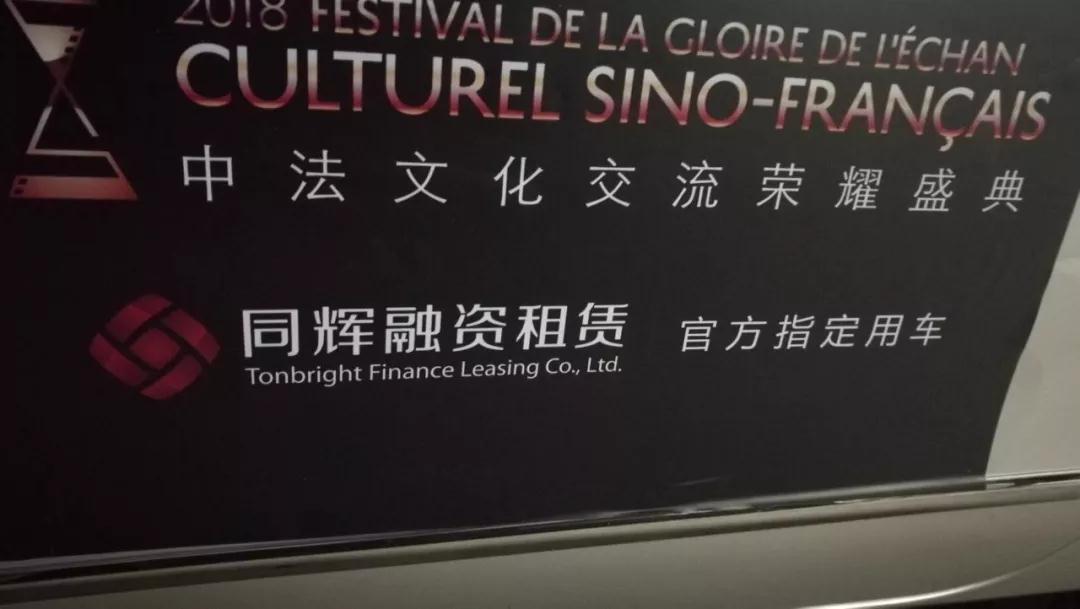 2018 FESTIVAL DE LA GLOIRE DE L'ÉCHAN
CULTUREL SINO-FRANÇAIS
中法文化交流荣耀盛典
同辉融资租赁 官方指定用车
Tonbright Finance Leasing Co., Ltd.